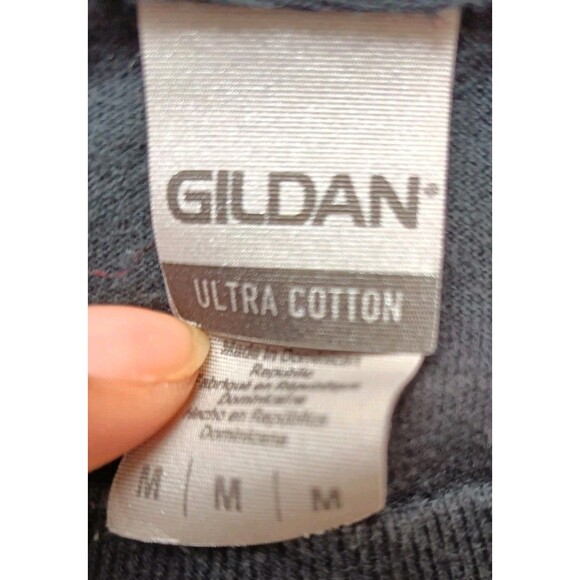 GILDAN®
ULTRA COTTON
Made in Dominican
Republic
Fabriqué en République
Dominicaine
Hecho en República
Dominicana
M | M | M